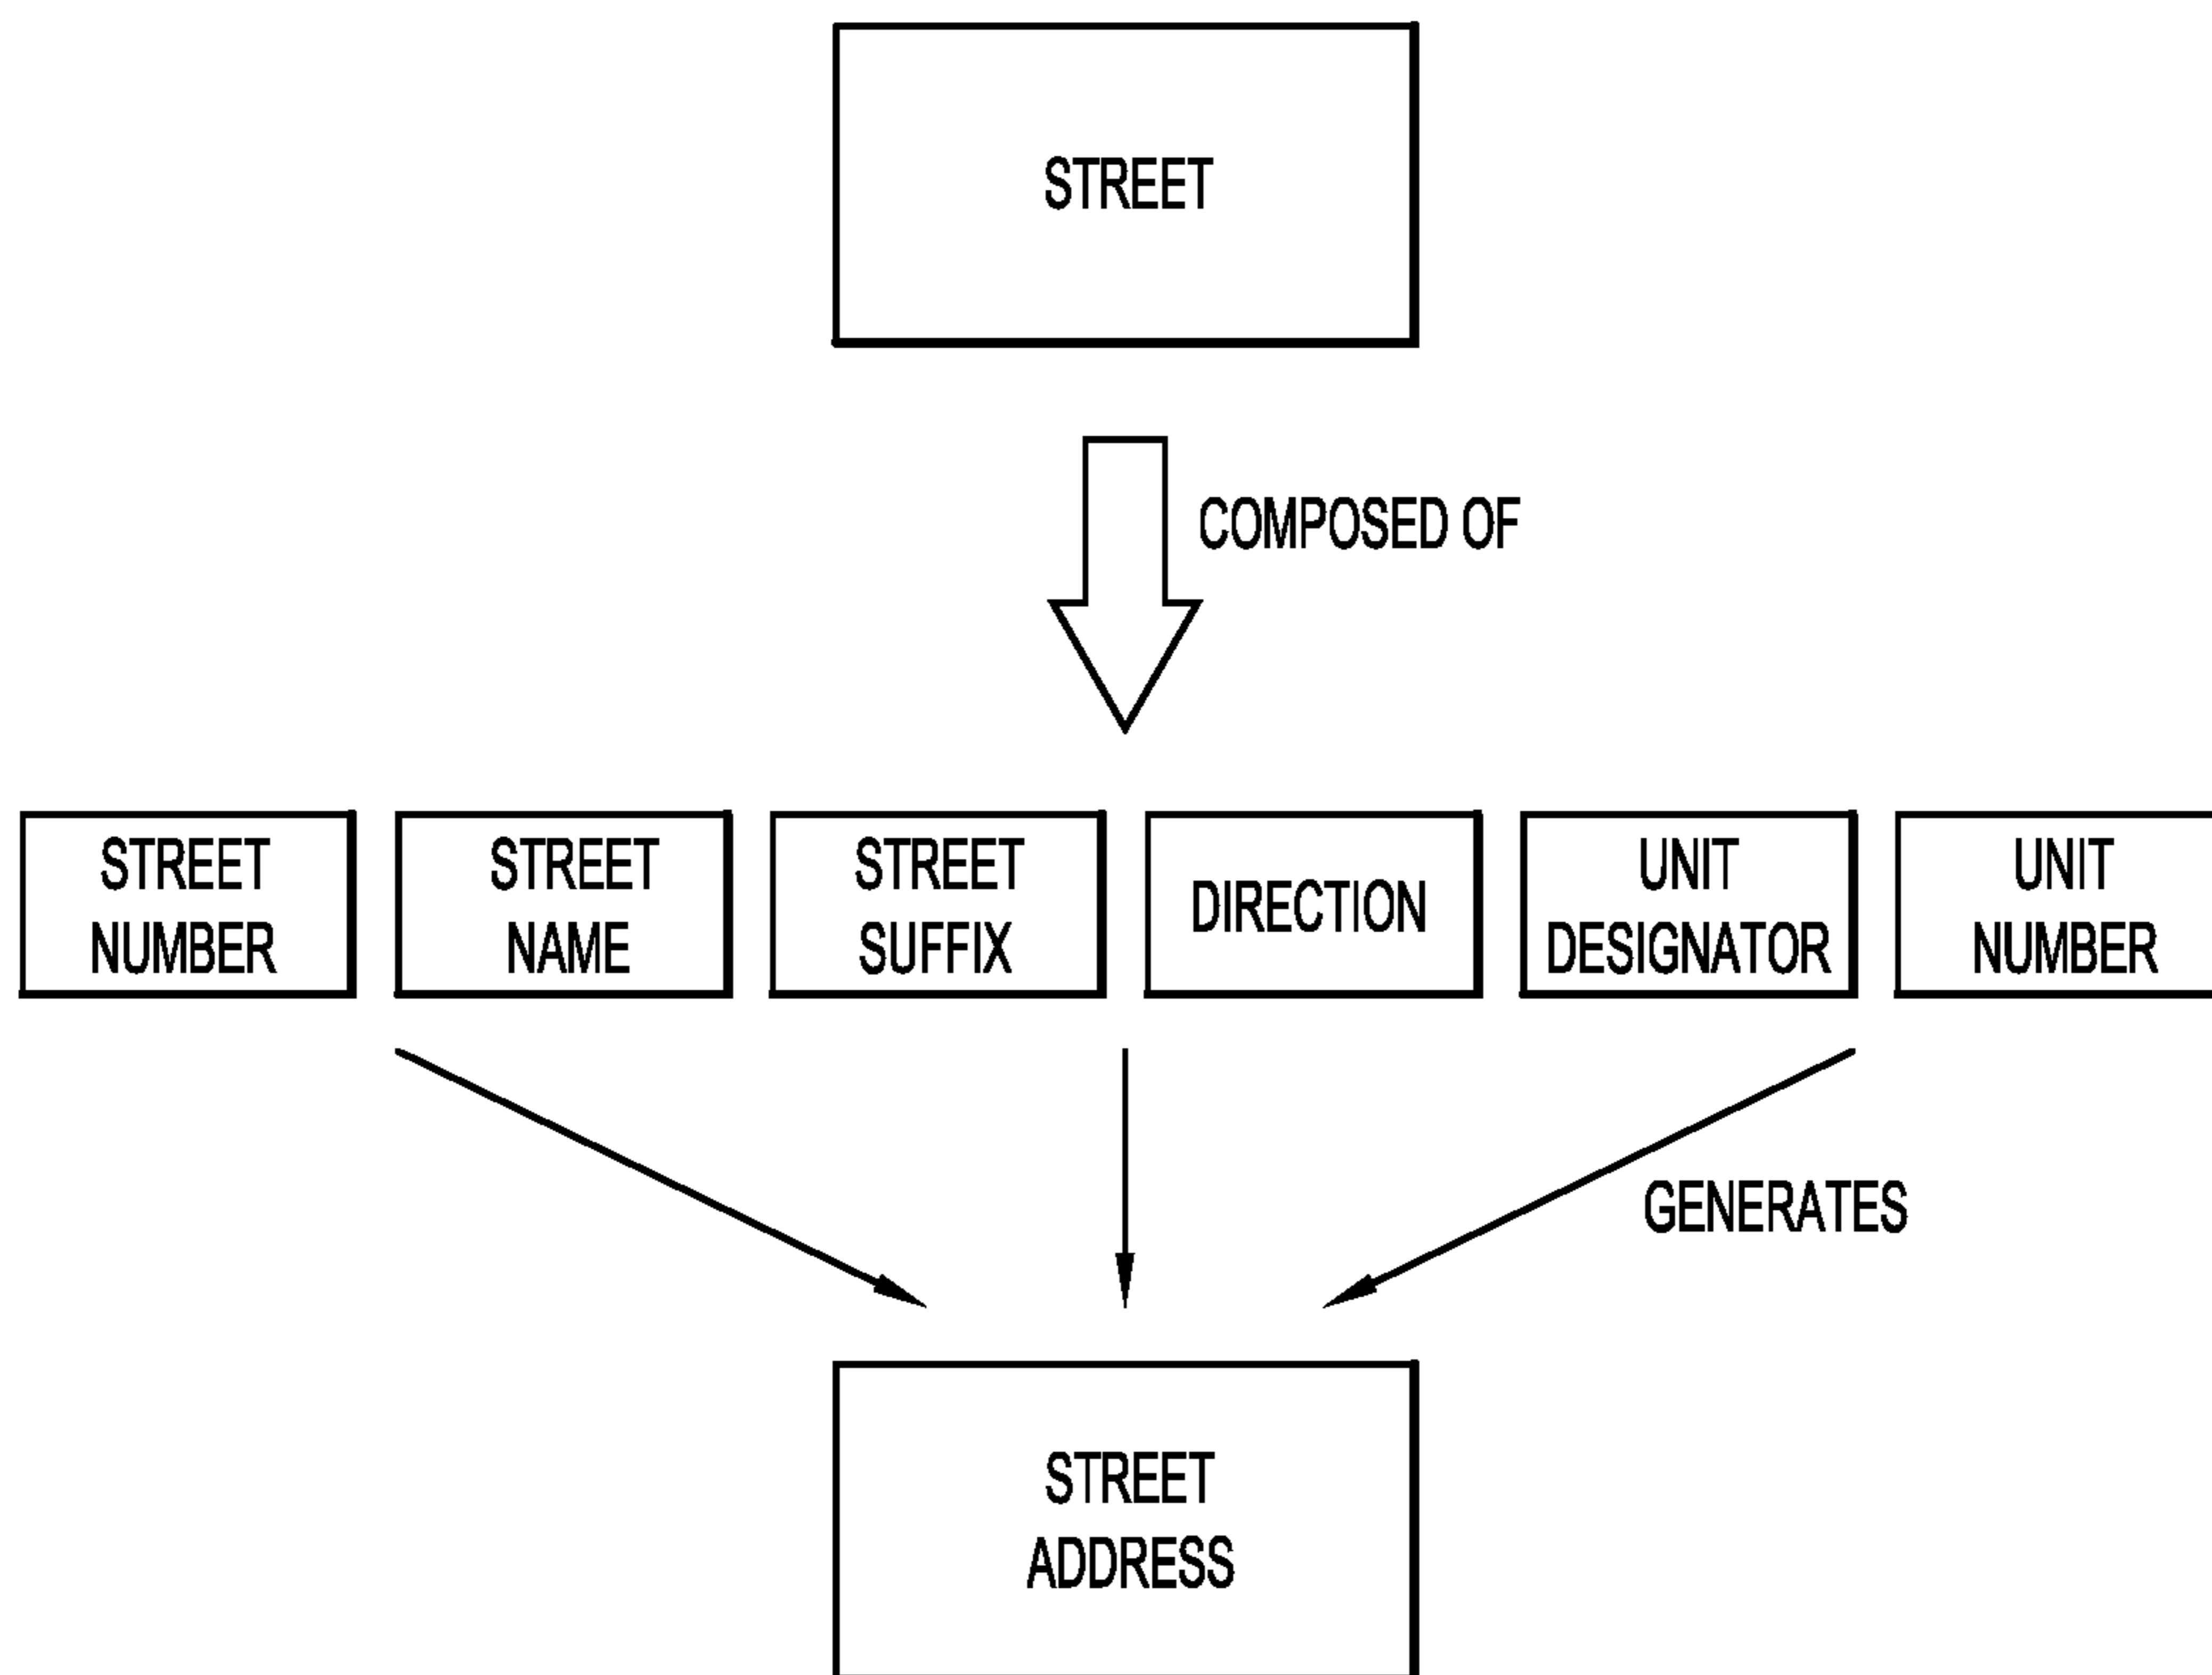 STREET
COMPOSED OF
STREET
NUMBER
STREET
NAME
STREET
SUFFIX
DIRECTION
UNIT
DESIGNATOR
UNIT
NUMBER
GENERATES
STREET
ADDRESS